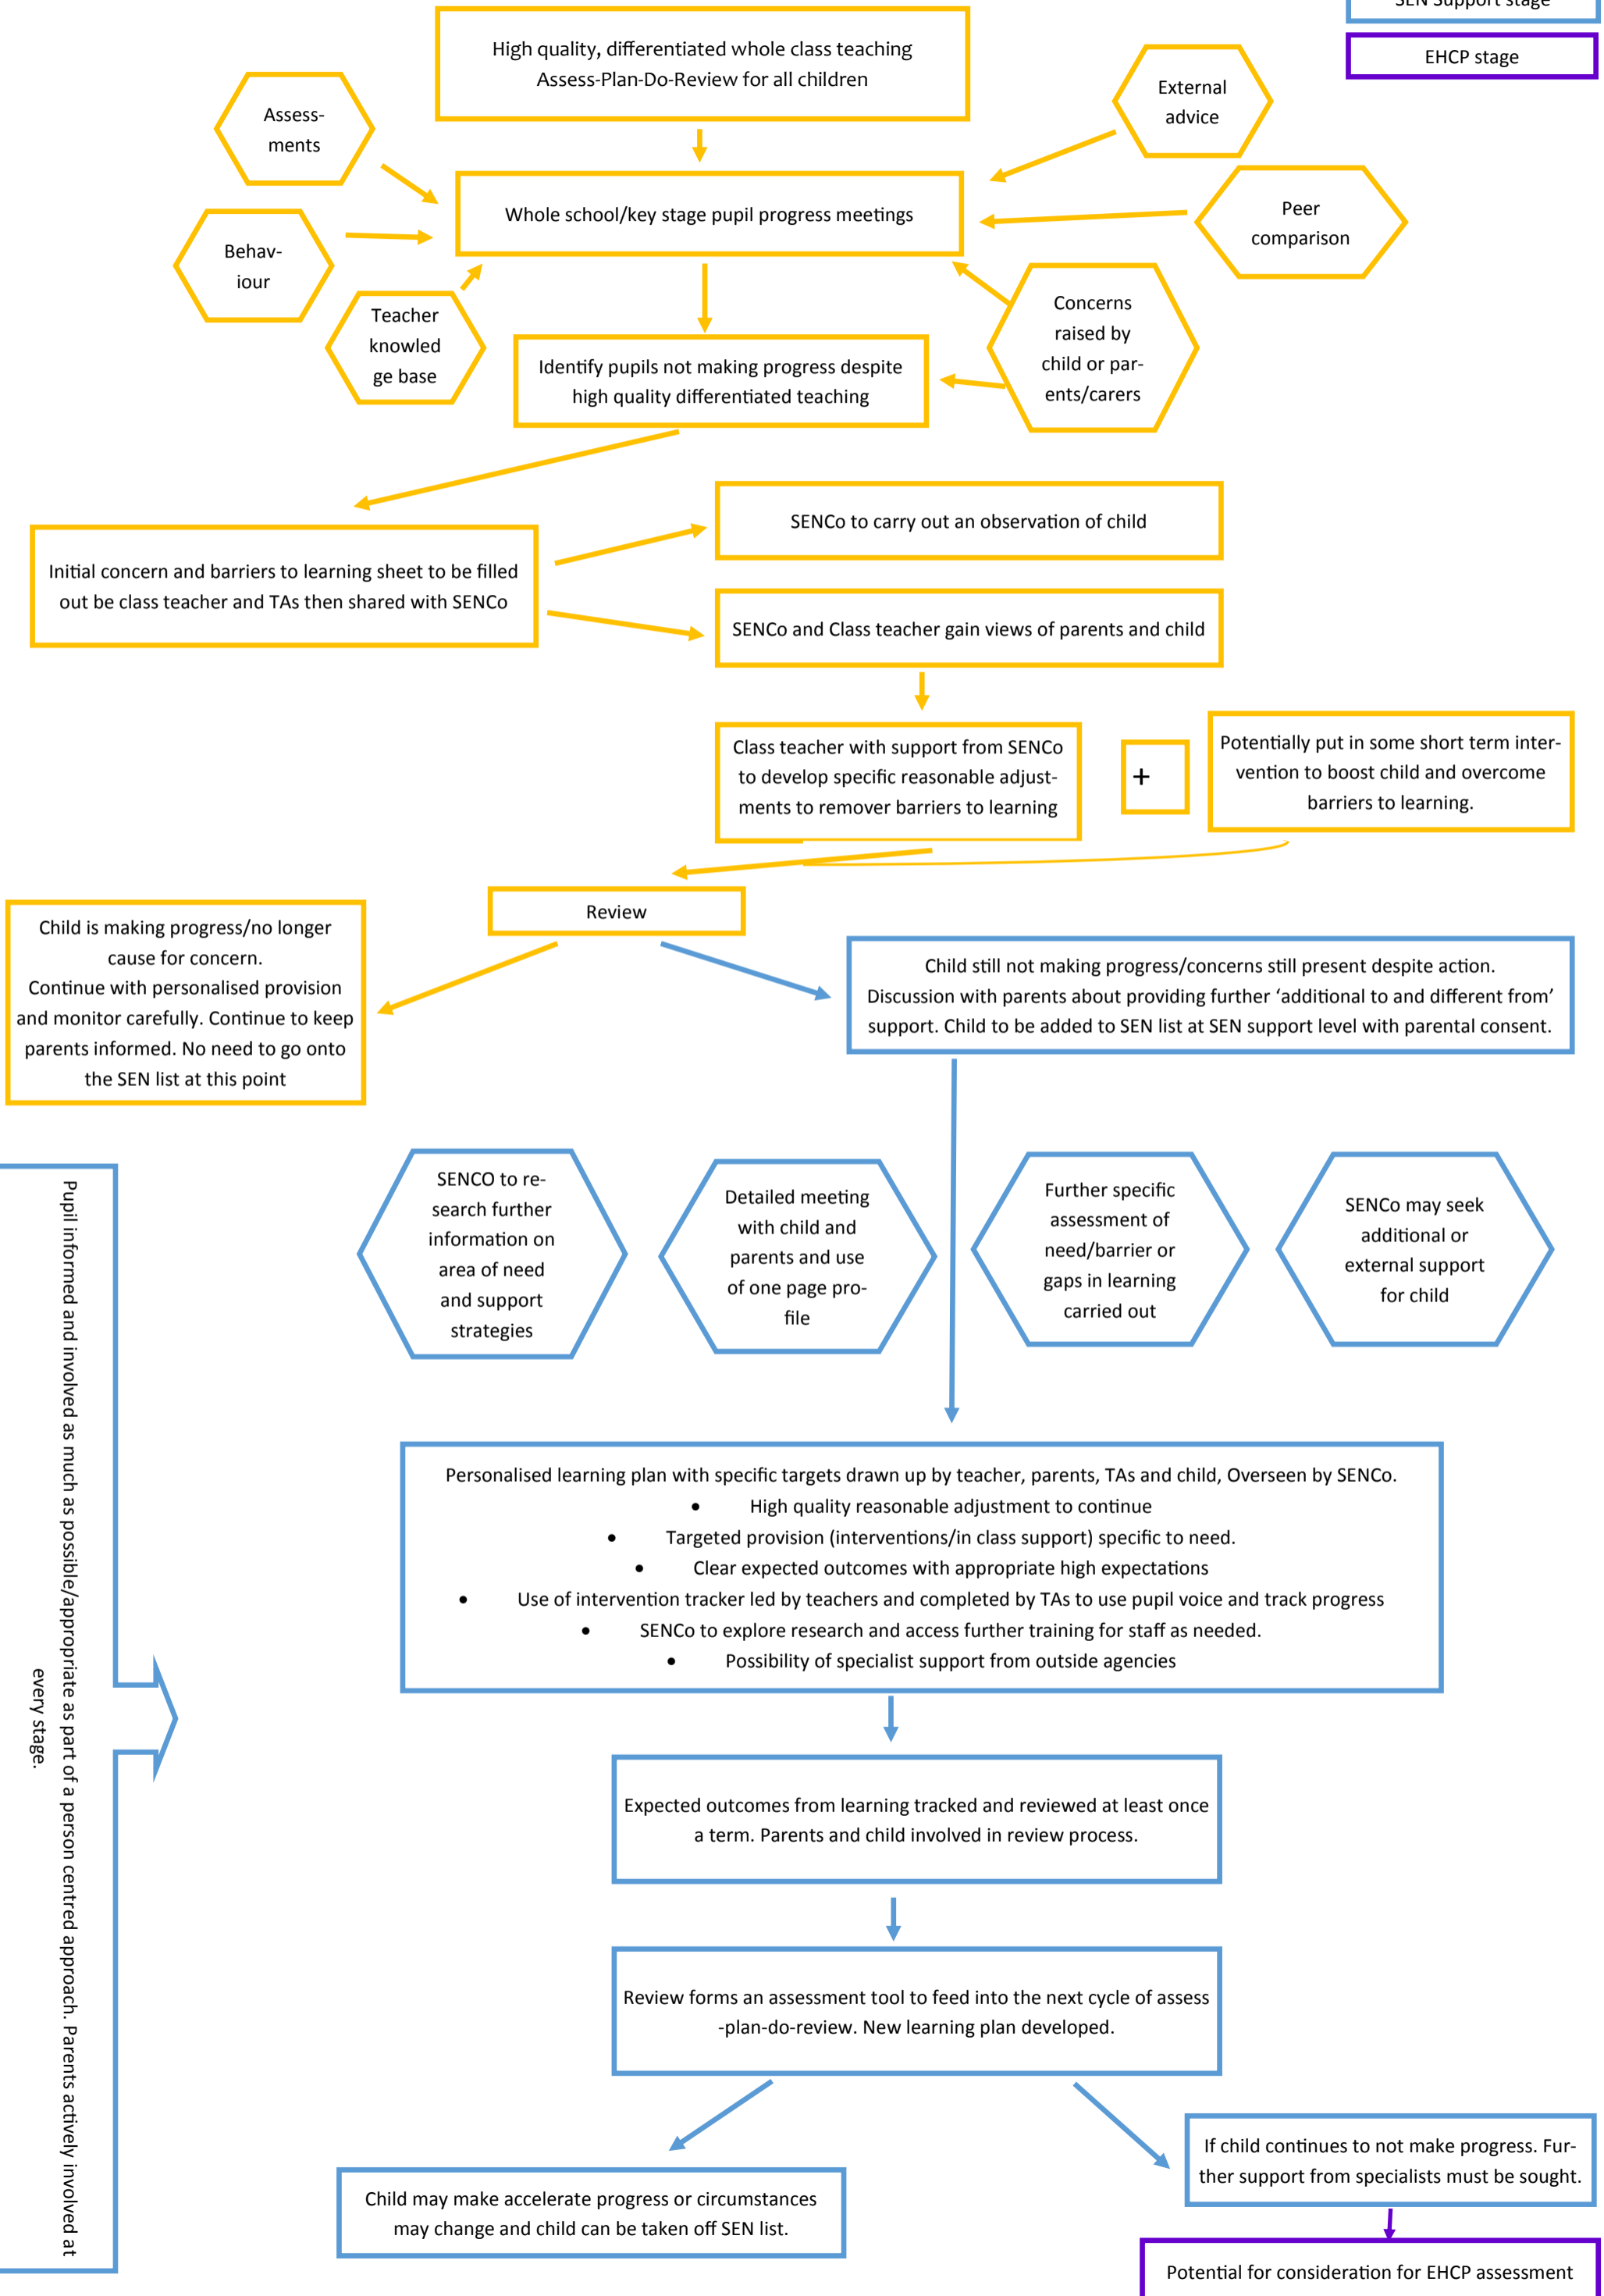 SEN Support stage
EHCP stage
High quality, differentiated whole class teaching
Assess-Plan-Do-Review for all children
Assess-
ments
External
advice
Whole school/key stage pupil progress meetings
Peer
comparison
Behav-
iour
Teacher
knowled
ge base
Concerns
raised by
child or par-
ents/carers
Identify pupils not making progress despite
high quality differentiated teaching
SENCo to carry out an observation of child
Initial concern and barriers to learning sheet to be filled
out be class teacher and TAs then shared with SENCo
SENCo and Class teacher gain views of parents and child
Class teacher with support from SENCo
to develop specific reasonable adjust-
ments to remover barriers to learning
+
Potentially put in some short term inter-
vention to boost child and overcome
barriers to learning.
Review
Child is making progress/no longer
cause for concern.
Continue with personalised provision
and monitor carefully. Continue to keep
parents informed. No need to go onto
the SEN list at this point
Child still not making progress/concerns still present despite action.
Discussion with parents about providing further ‘additional to and different from’
support. Child to be added to SEN list at SEN support level with parental consent.
SENCO to re-
search further
information on
area of need
and support
strategies
Detailed meeting
with child and
parents and use
of one page pro-
file
Further specific
assessment of
need/barrier or
gaps in learning
carried out
SENCo may seek
additional or
external support
for child
Pupil informed and involved as much as possible/appropriate as part of a person centred approach. Parents actively involved at
every stage.
Personalised learning plan with specific targets drawn up by teacher, parents, TAs and child, Overseen by SENCo.
• High quality reasonable adjustment to continue
• Targeted provision (interventions/in class support) specific to need.
• Clear expected outcomes with appropriate high expectations
• Use of intervention tracker led by teachers and completed by TAs to use pupil voice and track progress
• SENCo to explore research and access further training for staff as needed.
• Possibility of specialist support from outside agencies
Expected outcomes from learning tracked and reviewed at least once
a term. Parents and child involved in review process.
Review forms an assessment tool to feed into the next cycle of assess
-plan-do-review. New learning plan developed.
Child may make accelerate progress or circumstances
may change and child can be taken off SEN list.
If child continues to not make progress. Fur-
ther support from specialists must be sought.
Potential for consideration for EHCP assessment